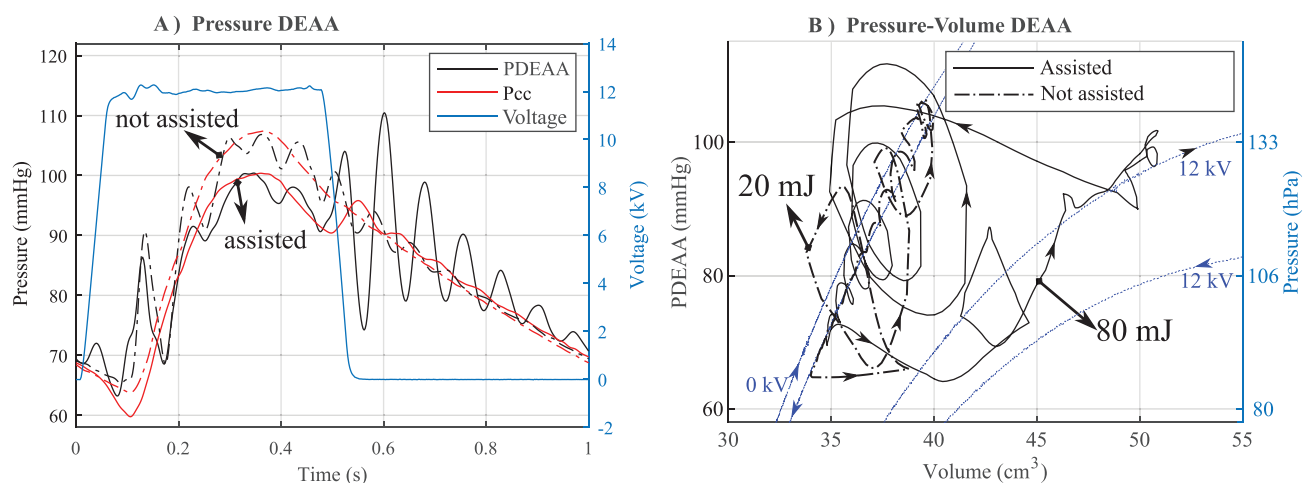 A ) Pressure DEAA
120
110
100
90
80
70
60
Pressure (mmHg)
0
0.2
0.4
0.6
0.8
1
Time (s)
14
12
10
8
6
4
2
0
-2
Voltage (kV)
PDEAA
Pcc
Voltage
not assisted
assisted
B ) Pressure-Volume DEAA
100
80
60
PDEAA (mmHg)
30
35
40
45
50
55
Volume (cm3)
133
106
80
Pressure (hPa)
Assisted
Not assisted
20 mJ
80 mJ
12 kV
12 kV
0 kV